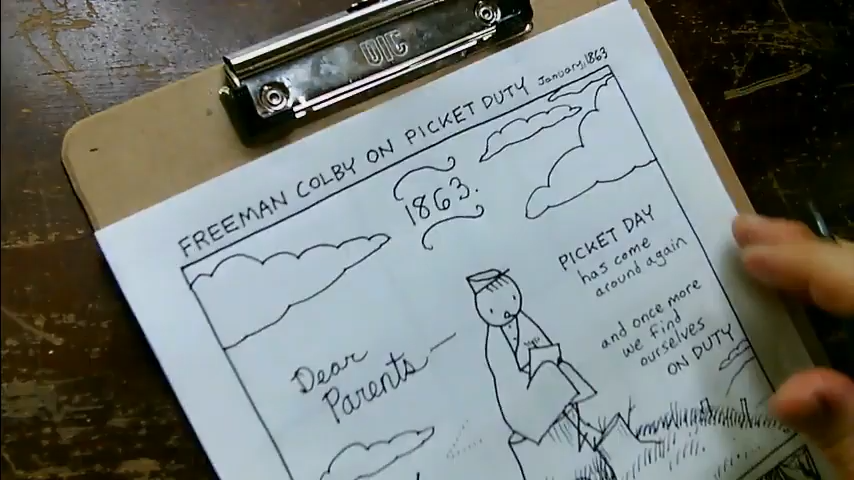 UIC
FREEMAN COLBY ON PICKET DUTY January, 1863
1863.
PICKET DAY
has come
around again
and once more
we find
ourselves
ON DUTY
Dear
Parents